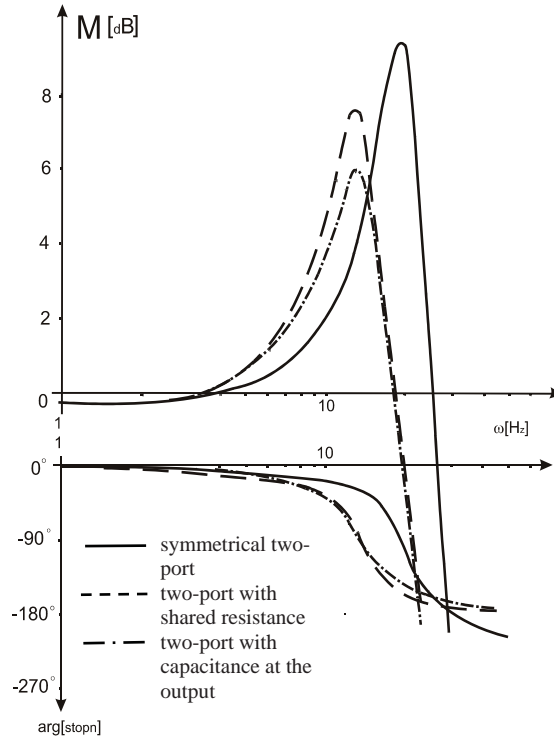 M [dB]
8
6
4
2
0
1
10
ω[Hz]
1
10
0°
-90°
-180°
-270°
symmetrical two-
port
two-port with
shared resistance
two-port with
capacitance at the
output
arg[stopn]